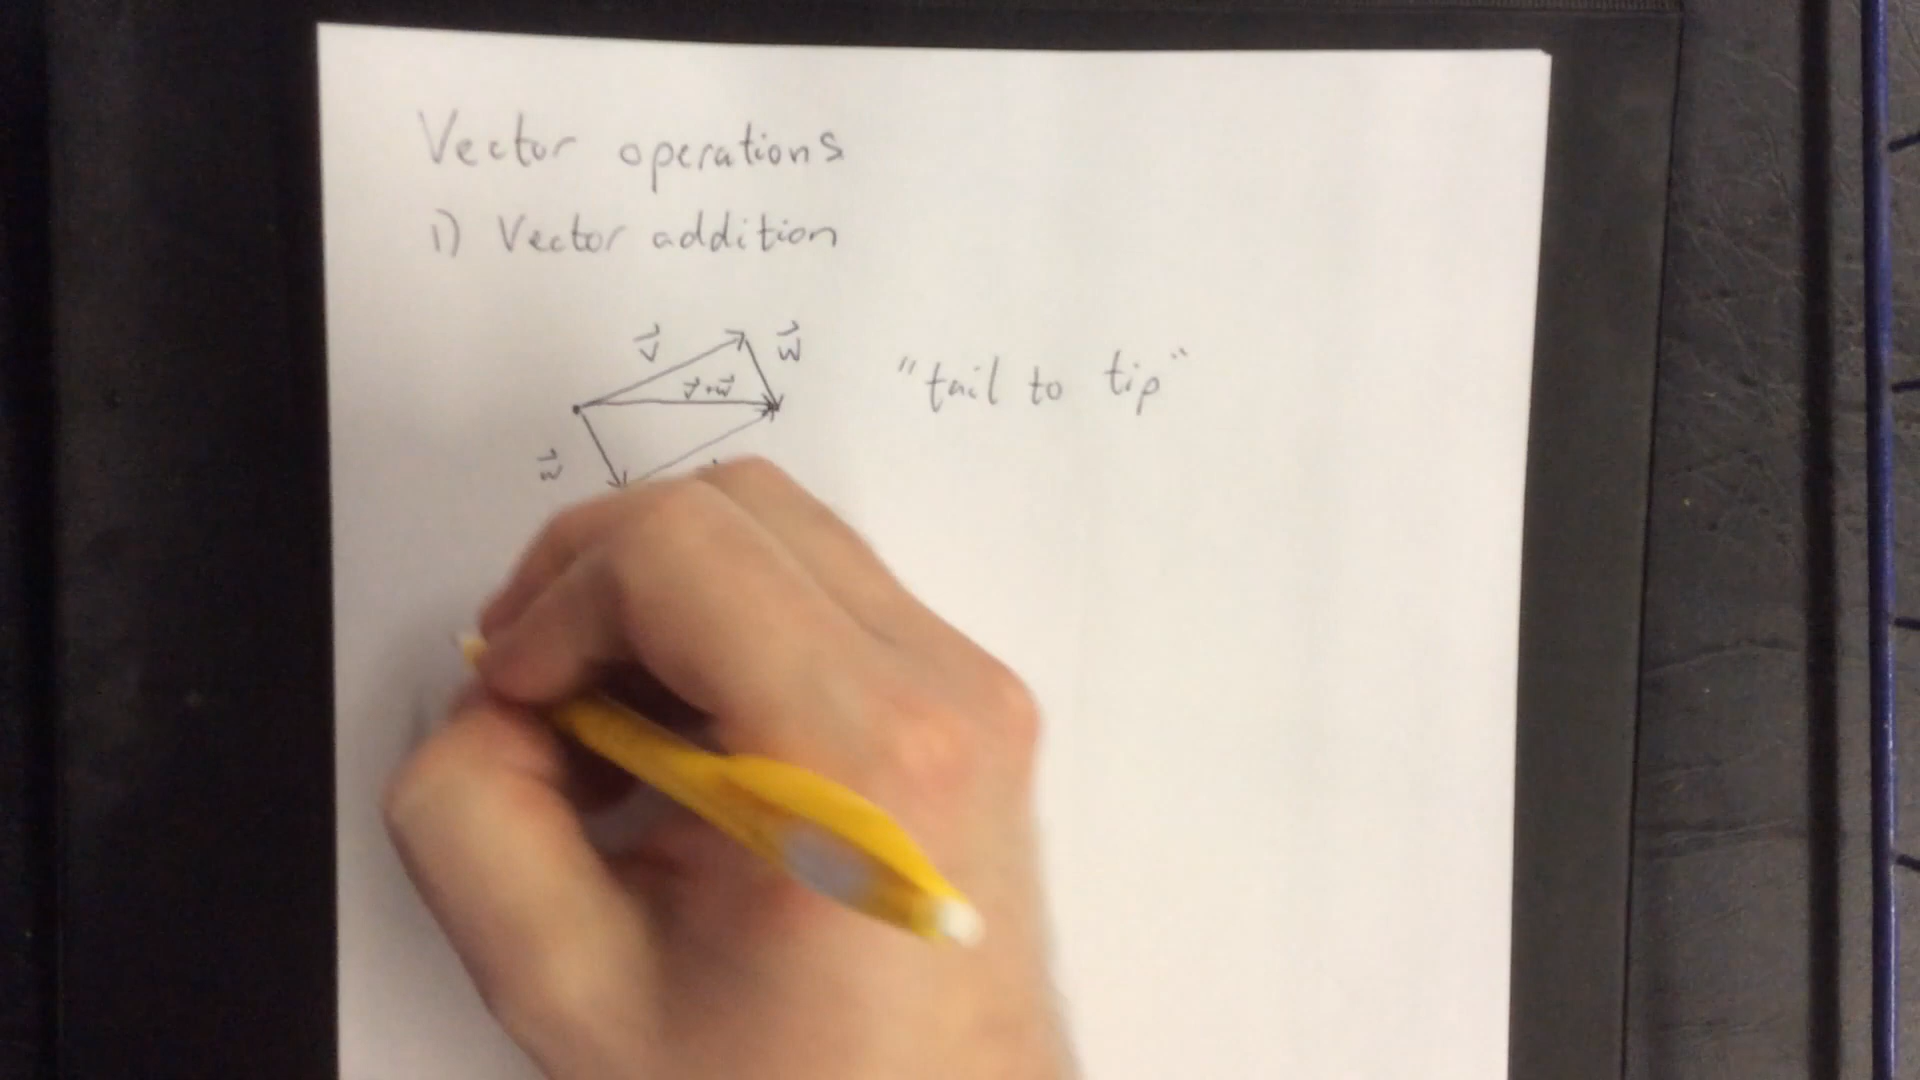 Vector operations
1) Vector addition
v⃗ w⃗
v⃗+w⃗
"tail to tip"
w⃗